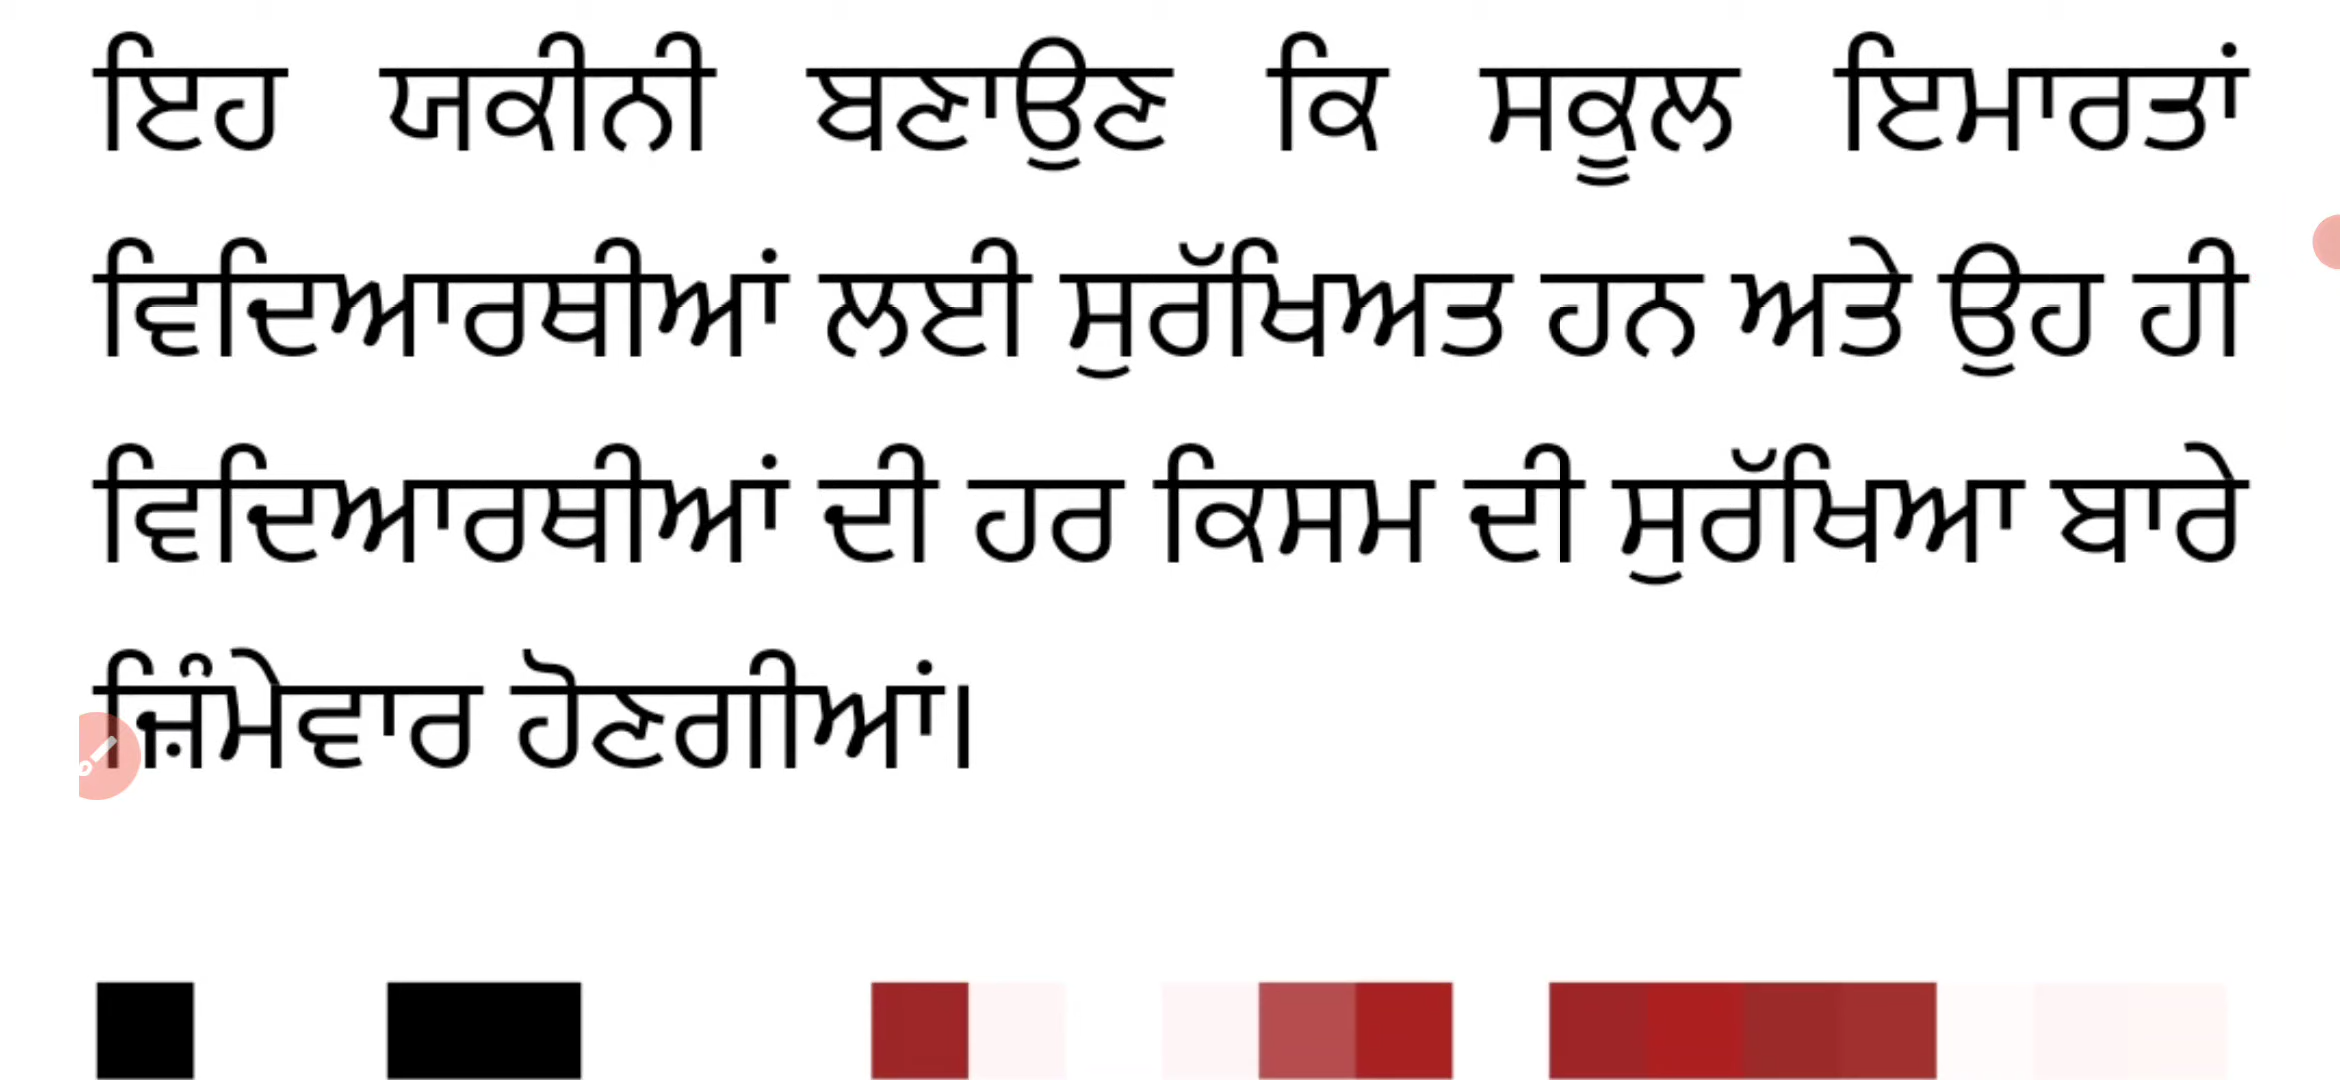 ਇਹ ਯਕੀਨੀ ਬਣਾਉਣ ਕਿ ਸਕੂਲ ਇਮਾਰਤਾਂ
ਵਿਦਿਆਰਥੀਆਂ ਲਈ ਸੁਰੱਖਿਅਤ ਹਨ ਅਤੇ ਉਹ ਹੀ
ਵਿਦਿਆਰਥੀਆਂ ਦੀ ਹਰ ਕਿਸਮ ਦੀ ਸੁਰੱਖਿਆ ਬਾਰੇ
ਜ਼ਿੰਮੇਵਾਰ ਹੋਣਗੀਆਂ।